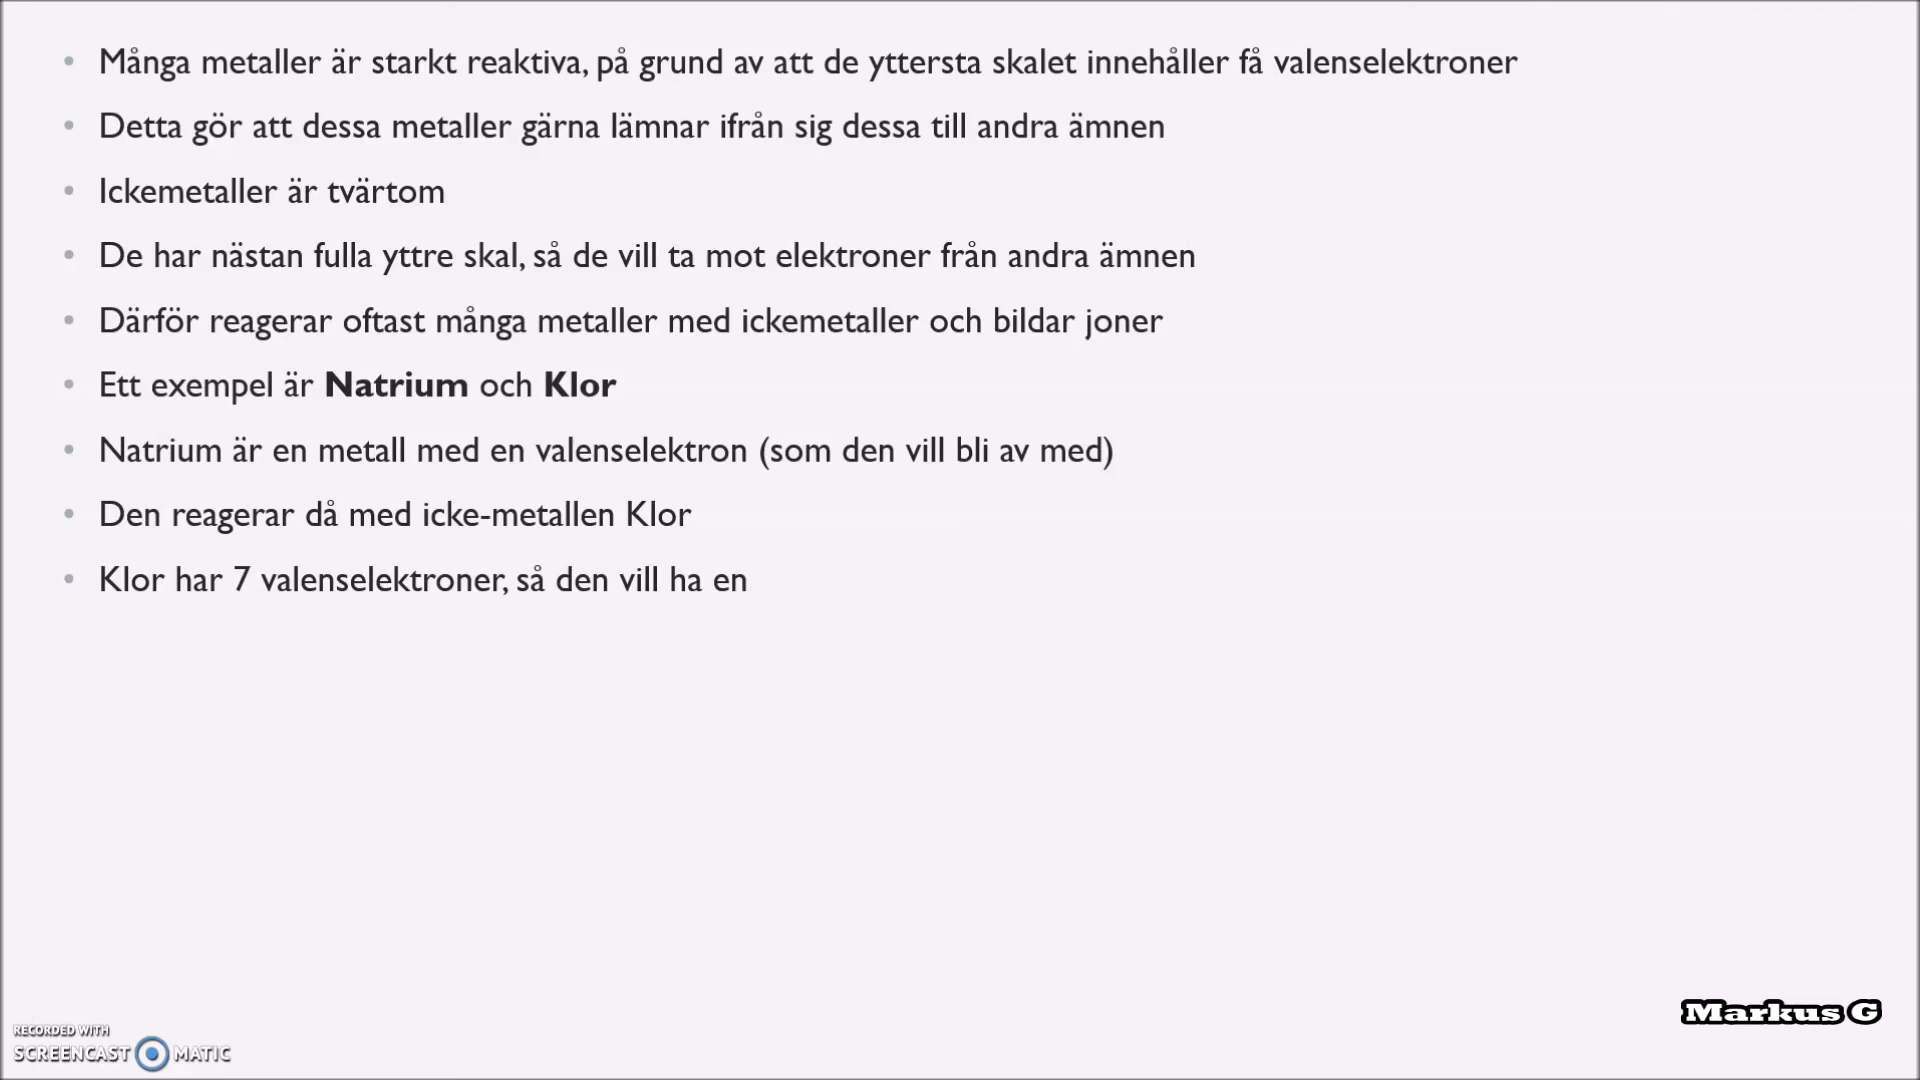 Många metaller är starkt reaktiva, på grund av att de yttersta skalet innehåller få valenselektroner
Detta gör att dessa metaller gärna lämnar ifrån sig dessa till andra ämnen
Ickemetaller är tvärtom
De har nästan fulla yttre skal, så de vill ta mot elektroner från andra ämnen
Därför reagerar oftast många metaller med ickemetaller och bildar joner
Ett exempel är Natrium och Klor
Natrium är en metall med en valenselektron (som den vill bli av med)
Den reagerar då med icke-metallen Klor
Klor har 7 valenselektroner, så den vill ha en
Markus G
RECORDED WITH
SCREENCAST MATIC